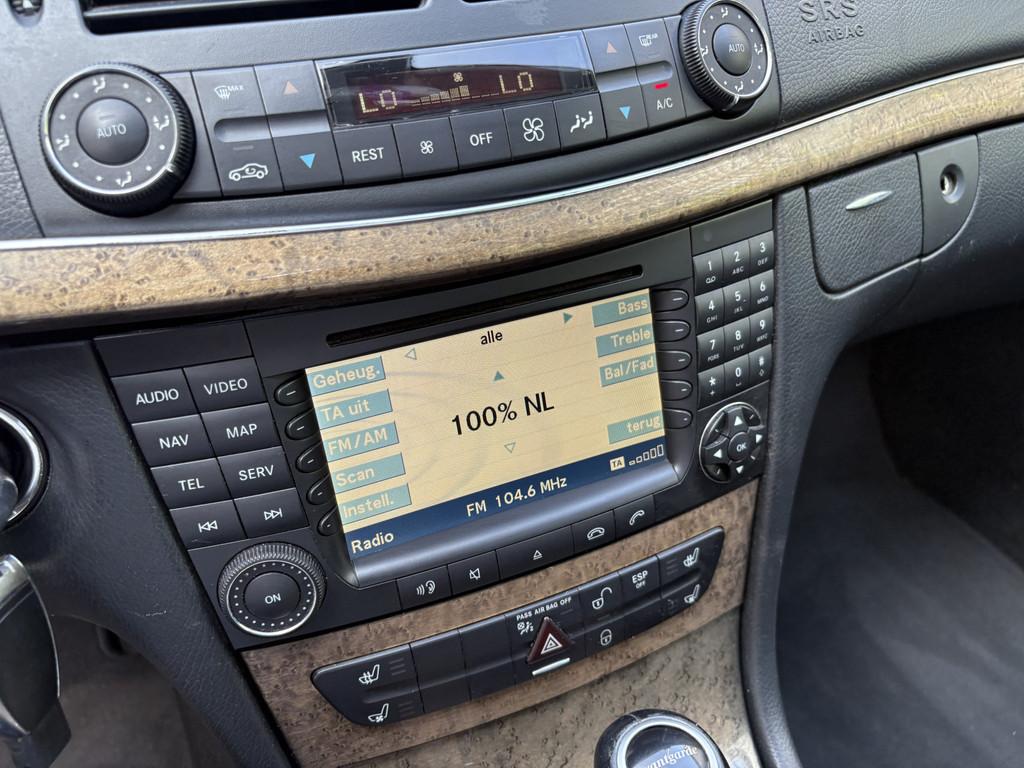 SRS
AIRBAG
AUTO
MAX
LO
LO
REAR
AUTO
REST
OFF
A/C
AUDIO
VIDEO
NAV
MAP
TEL
SERV
ON
alle
Geheug.
TA uit
FM/AM
Scan
Instell.
100% NL
Bass
Treble
Bal/Fad
terug
TA
FM 104.6 MHz
Radio
1
2 ABC
3 DEF
4 GHI
5 JKL
6 MNO
7 PQRS
8 TUV
9 WXYZ
*
0
#
OK
PASS AIR BAG OFF
ESP
OFF
avantgarde